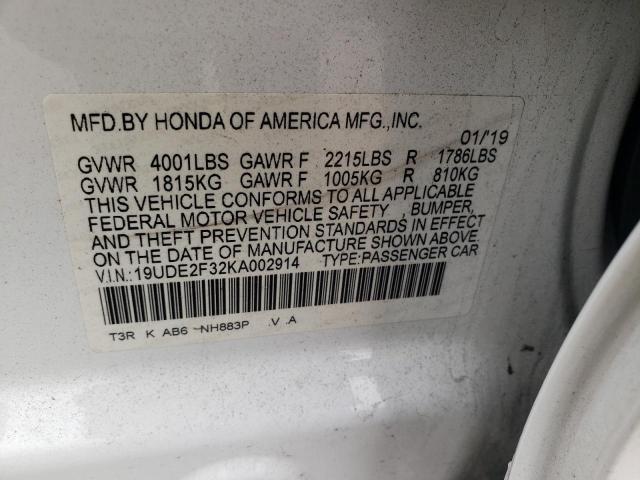 MFD.BY HONDA OF AMERICA MFG.,INC.
01/'19
GVWR 4001LBS GAWR F 2215LBS R 1786LBS
GVWR 1815KG GAWR F 1005KG R 810KG
THIS VEHICLE CONFORMS TO ALL APPLICABLE
FEDERAL MOTOR VEHICLE SAFETY , BUMPER,
AND THEFT PREVENTION STANDARDS IN EFFECT
ON THE DATE OF MANUFACTURE SHOWN ABOVE.
V.I.N.:19UDE2F32KA002914 TYPE:PASSENGER CAR
T3R K AB6 NH883P .V .A